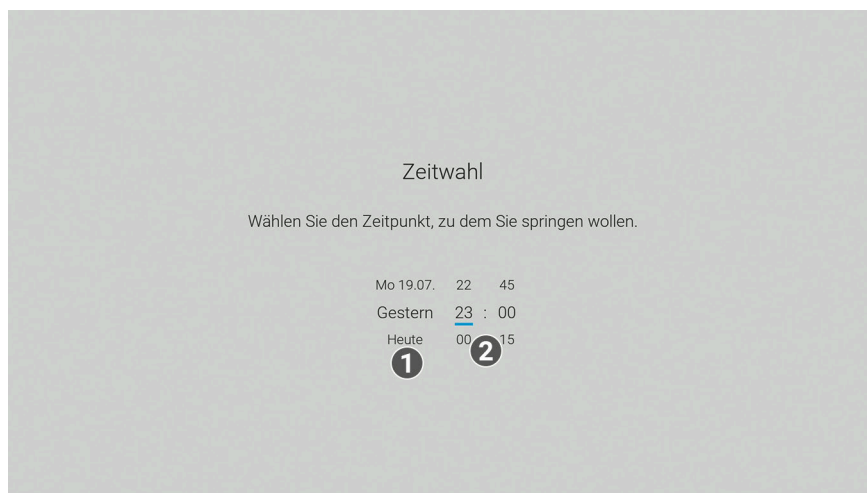 Zeitwahl
Wählen Sie den Zeitpunkt, zu dem Sie springen wollen.
Mo 19.07. 22 45
Gestern 23 : 00
Heute 00 15
1 2